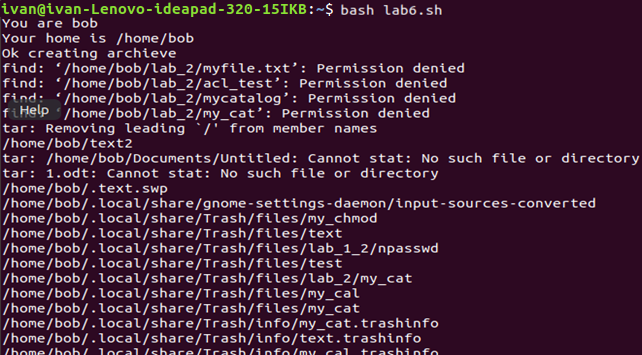 ivan@ivan-Lenovo-ideapad-320-15IKB:~$ bash lab6.sh
You are bob
Your home is /home/bob
Ok creating archieve
find: ‘/home/bob/lab_2/myfile.txt’: Permission denied
find: ‘/home/bob/lab_2/acl_test’: Permission denied
find: ‘/home/bob/lab_2/mycatalog’: Permission denied
Help
find: ‘/home/bob/lab_2/my_cat’: Permission denied
tar: Removing leading `/' from member names
/home/bob/text2
tar: /home/bob/Documents/Untitled: Cannot stat: No such file or directory
tar: 1.odt: Cannot stat: No such file or directory
/home/bob/.text.swp
/home/bob/.local/share/gnome-settings-daemon/input-sources-converted
/home/bob/.local/share/Trash/files/my_chmod
/home/bob/.local/share/Trash/files/text
/home/bob/.local/share/Trash/files/lab_1_2/npasswd
/home/bob/.local/share/Trash/files/test
/home/bob/.local/share/Trash/files/lab_2/my_cat
/home/bob/.local/share/Trash/files/my_cal
/home/bob/.local/share/Trash/files/my_cat
/home/bob/.local/share/Trash/info/my_cat.trashinfo
/home/bob/.local/share/Trash/info/text.trashinfo
/home/bob/.local/share/Trash/info/my_cal.trashinfo